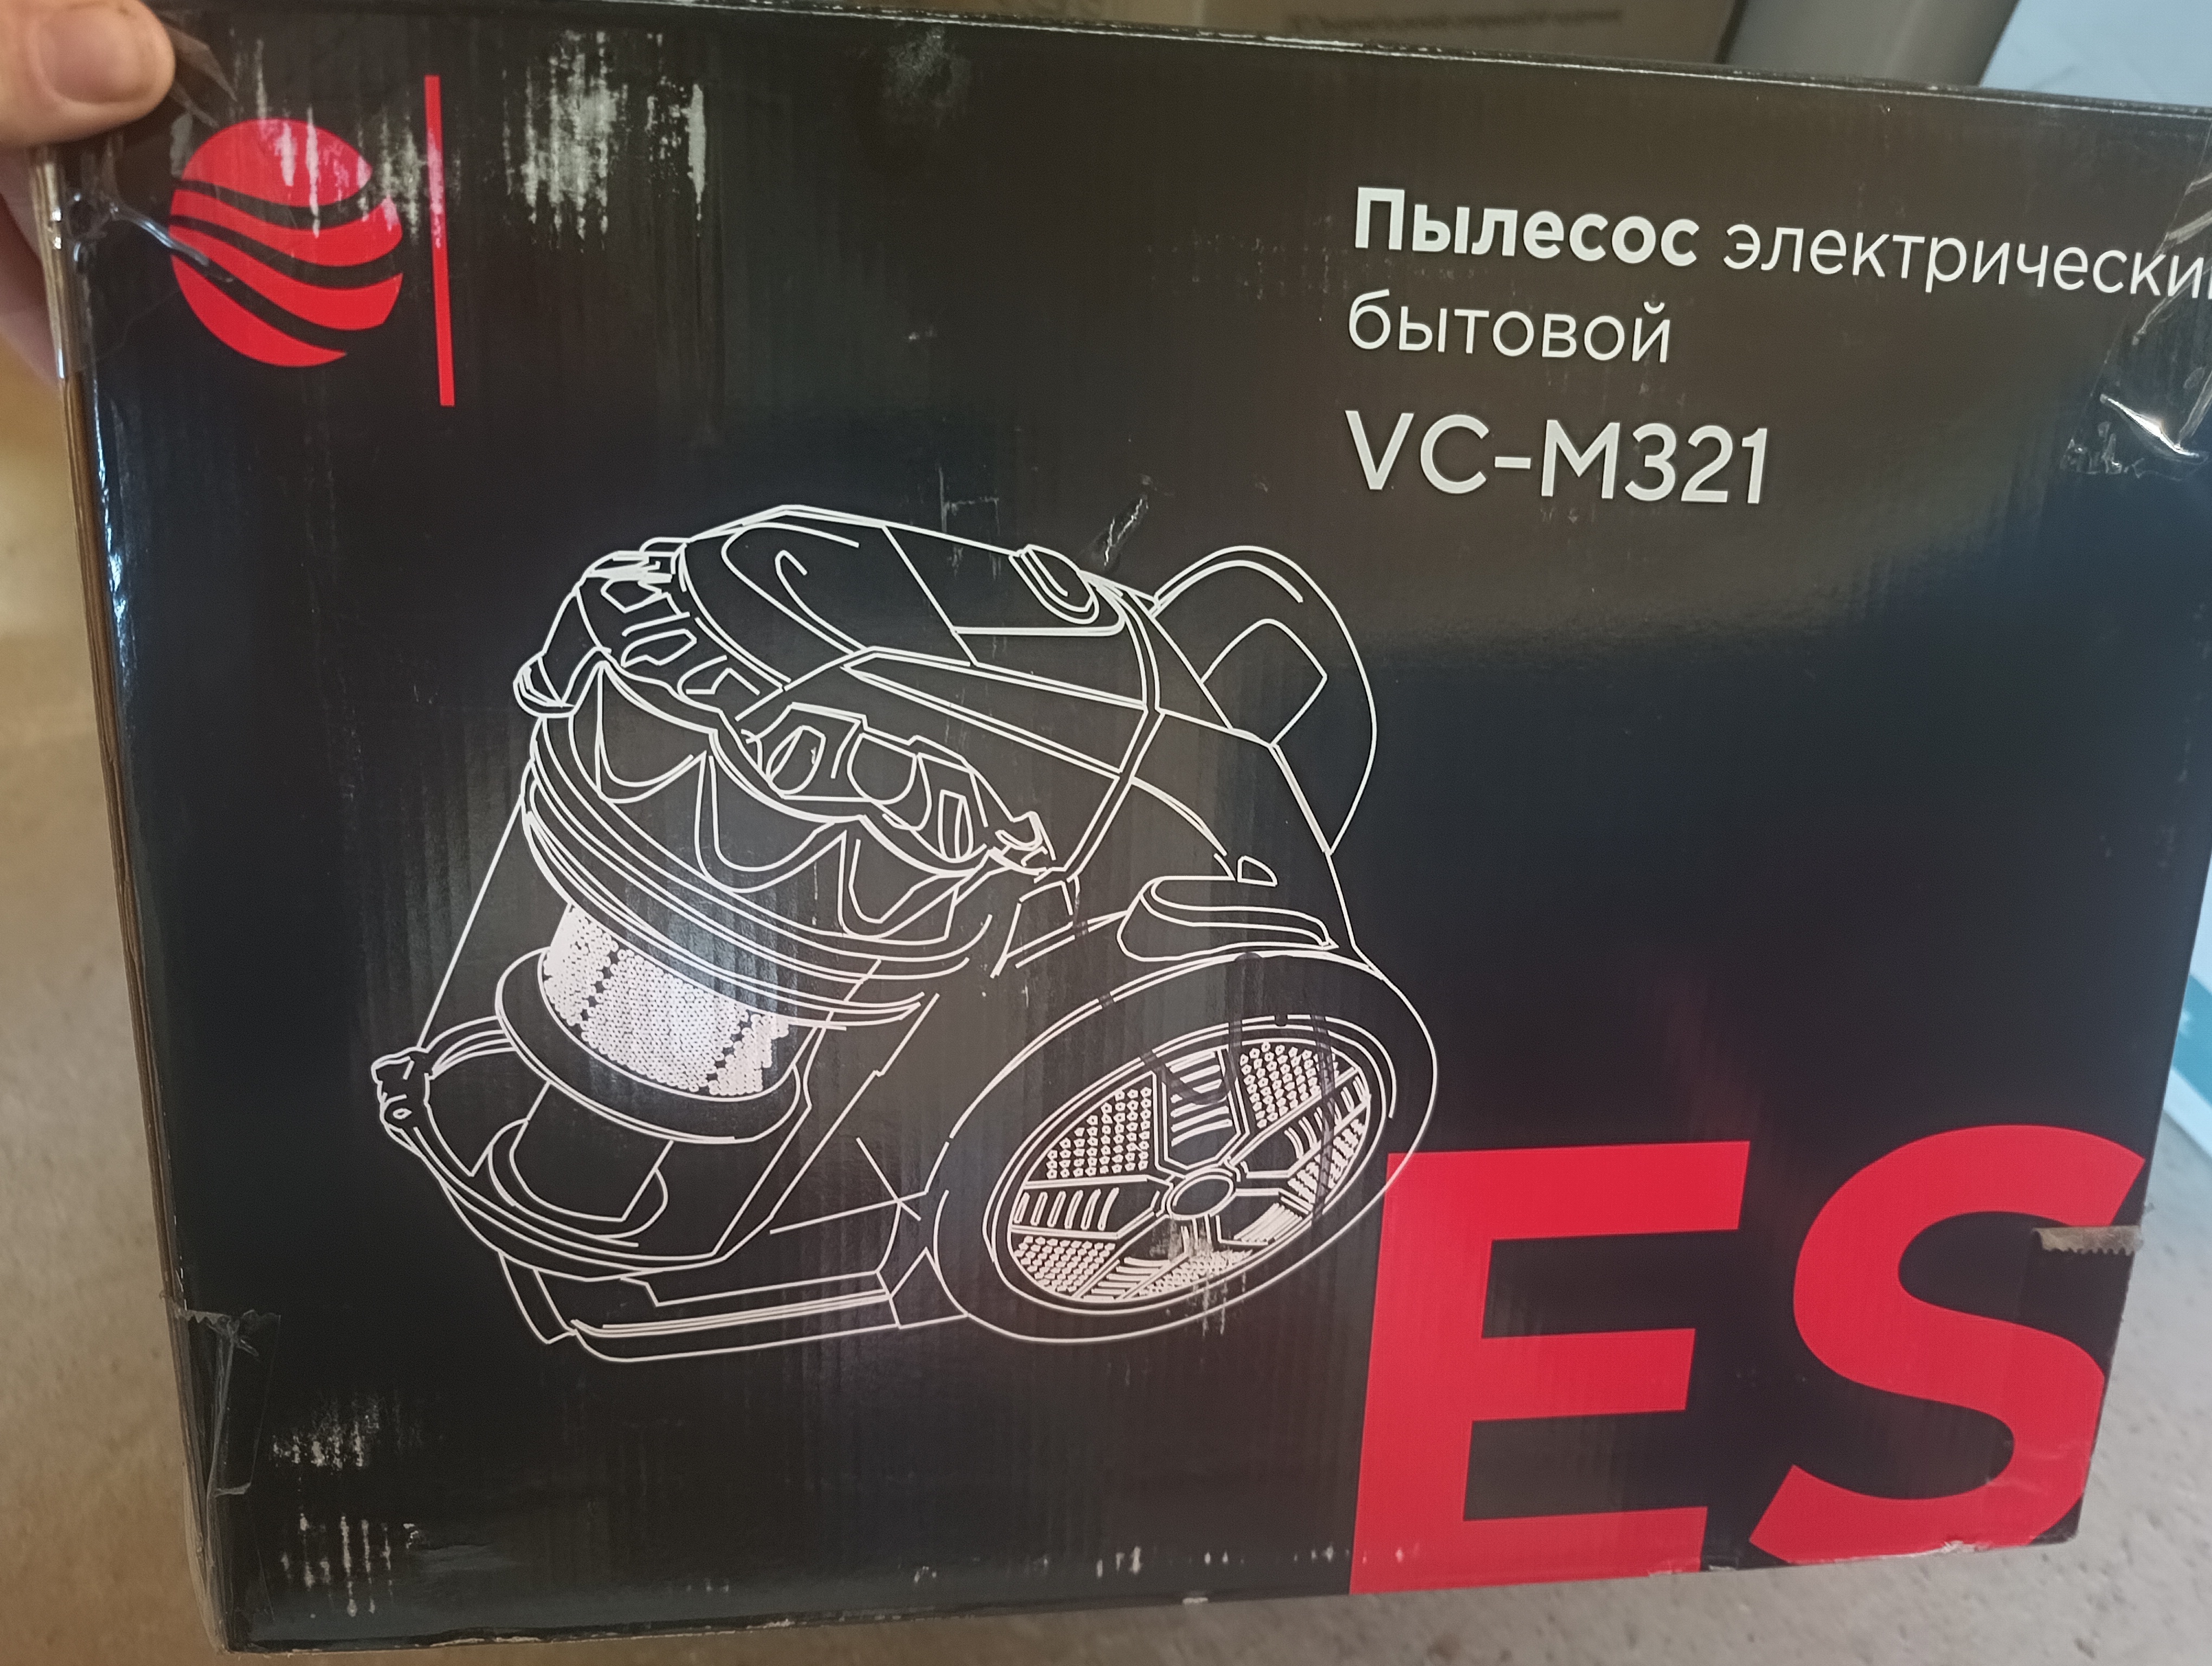 Пылесос электрически
бытовой
VC-M321
ES